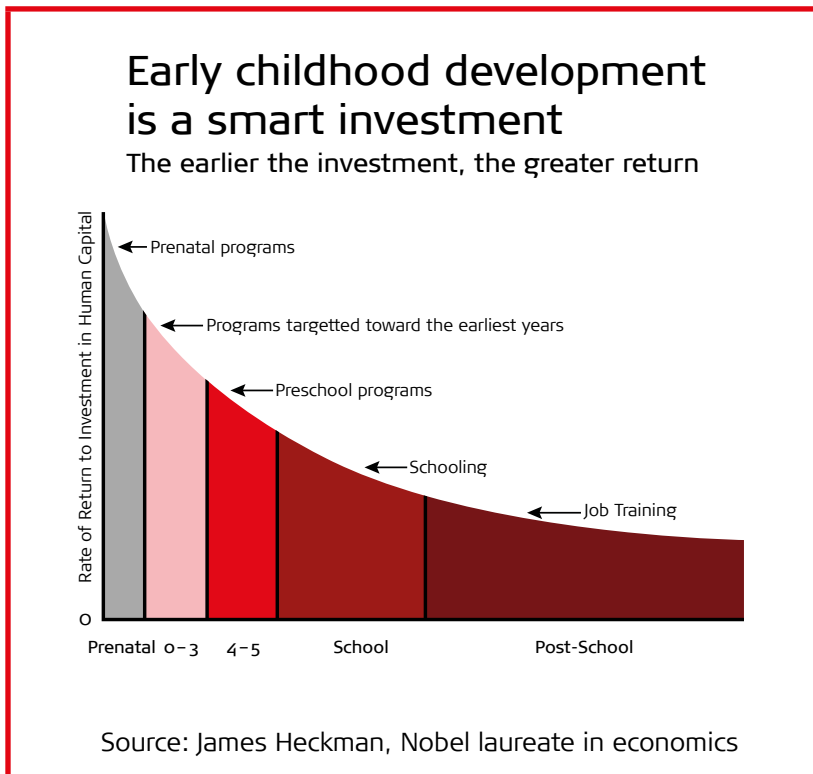 Early childhood development
is a smart investment
The earlier the investment, the greater return
Rate of Return to Investment in Human Capital
Prenatal programs
Programs targetted toward the earliest years
Preschool programs
Schooling
Job Training
0
Prenatal 0–3 4–5 School Post-School
Source: James Heckman, Nobel laureate in economics